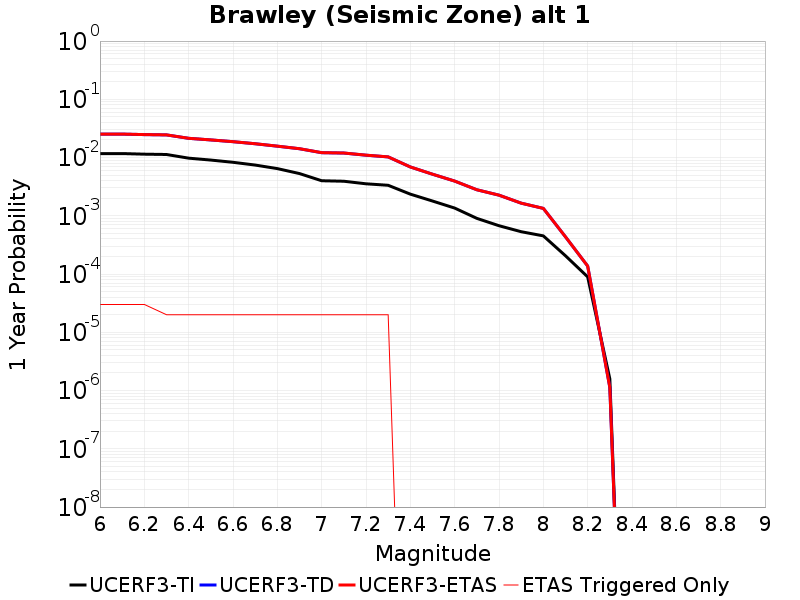 Brawley (Seismic Zone) alt 1
1 Year Probability
10^0
10^-1
10^-2
10^-3
10^-4
10^-5
10^-6
10^-7
10^-8
6 6.2 6.4 6.6 6.8 7 7.2 7.4 7.6 7.8 8 8.2 8.4 8.6 8.8 9
Magnitude
UCERF3-TI UCERF3-TD UCERF3-ETAS ETAS Triggered Only